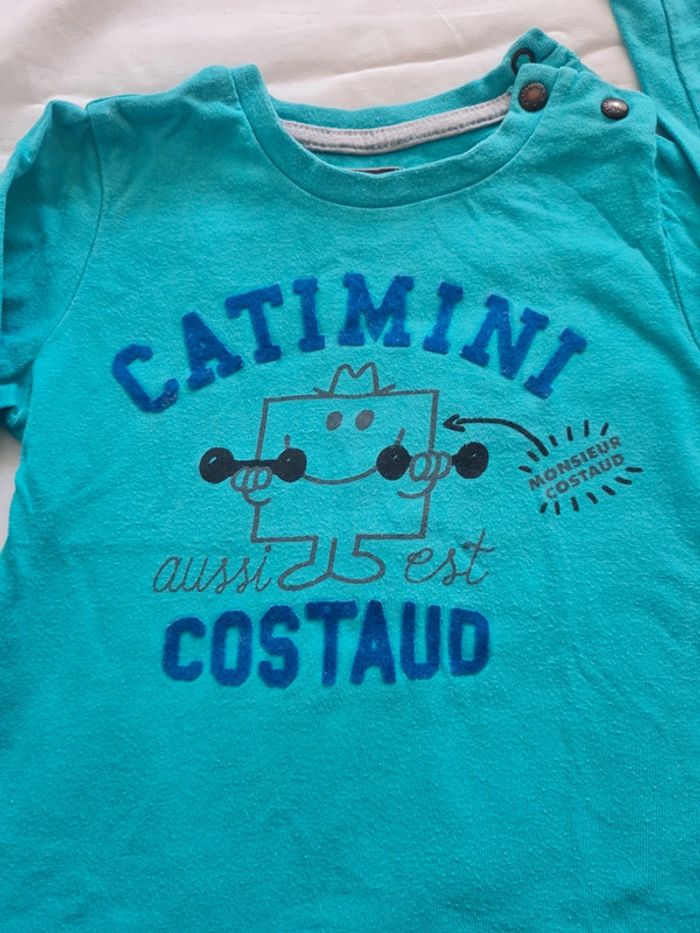 CATIMINI
MONSIEUR
COSTAUD
aussi est
COSTAUD